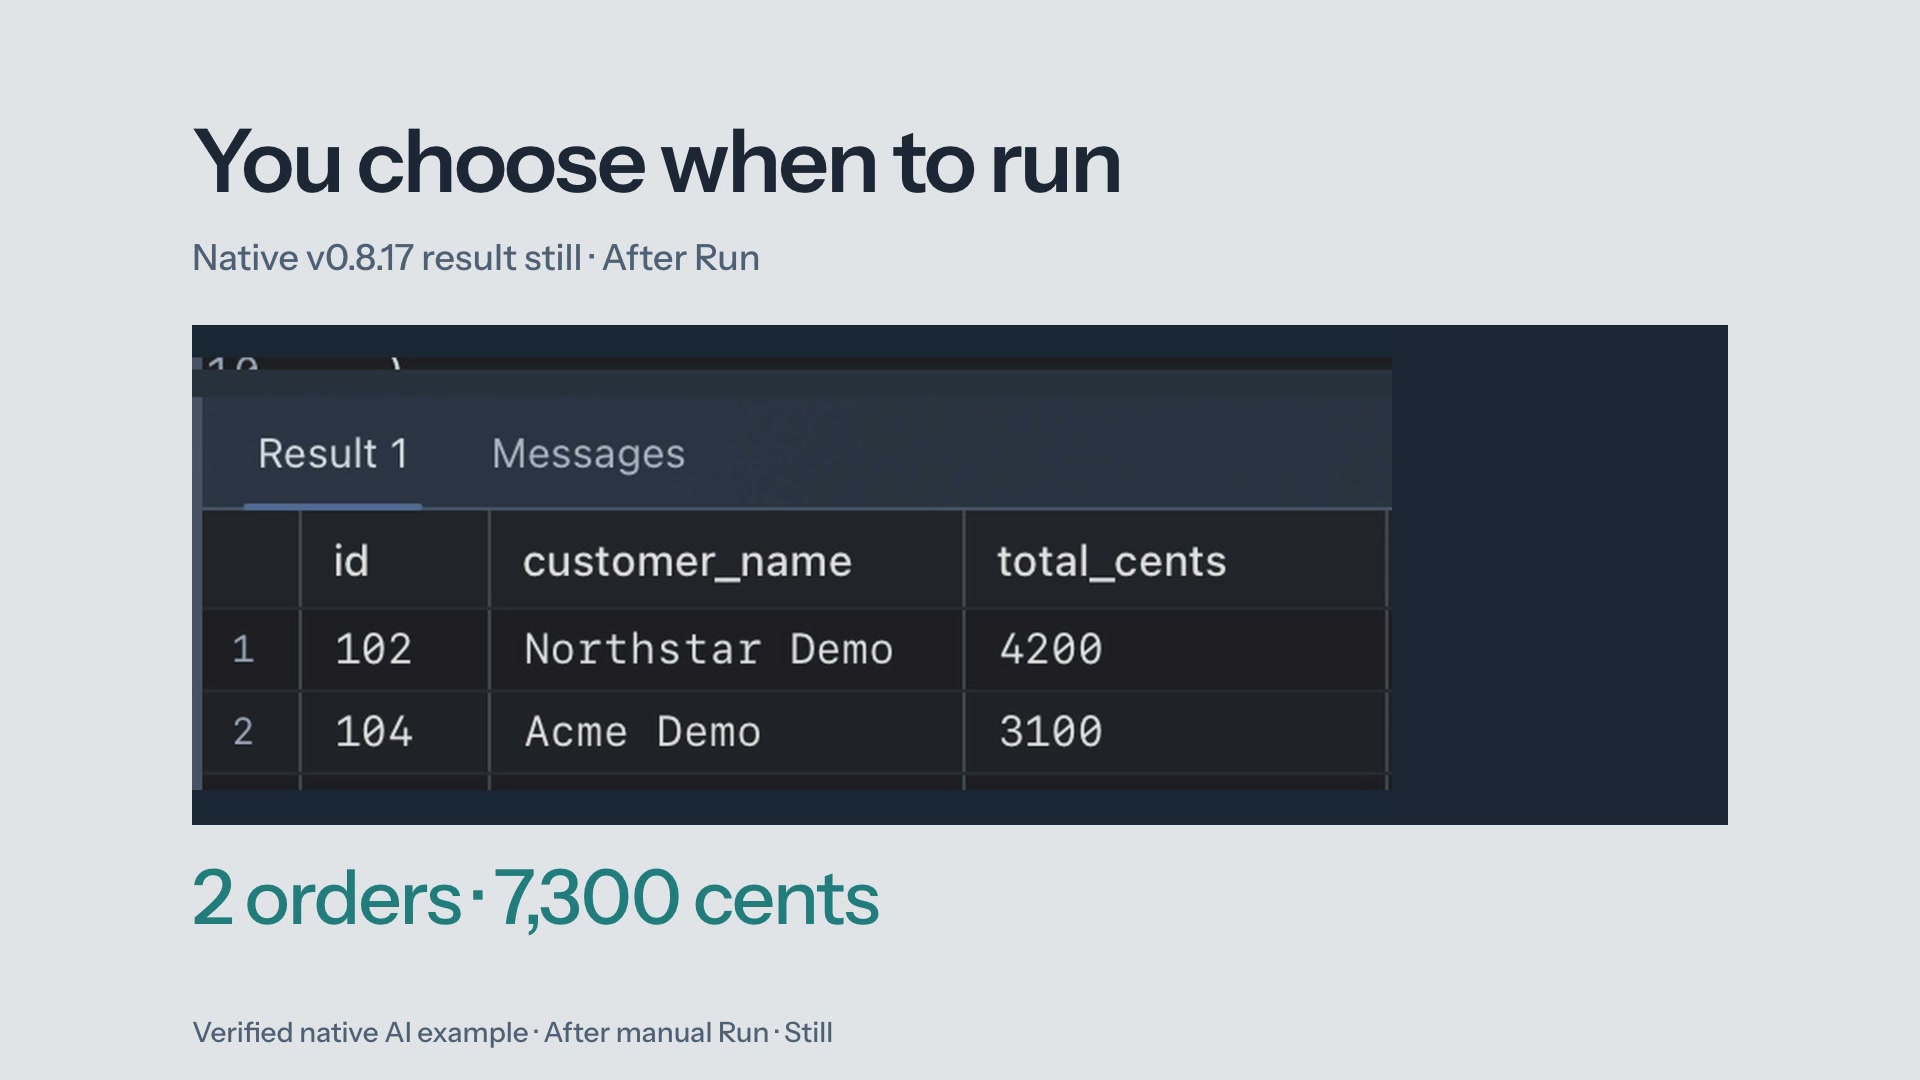 You choose when to run
Native v0.8.17 result still · After Run
10 )
Result 1 Messages
id customer_name total_cents
1 102 Northstar Demo 4200
2 104 Acme Demo 3100
2 orders · 7,300 cents
Verified native AI example · After manual Run · Still